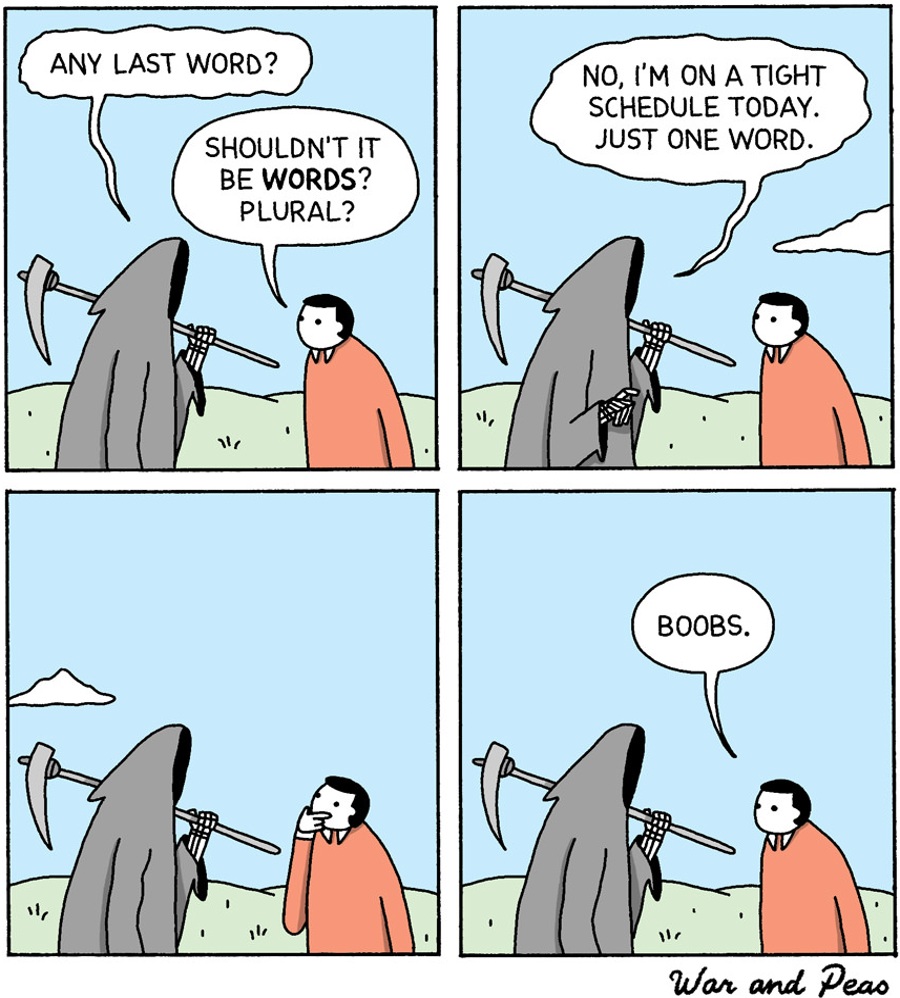 ANY LAST WORD?
SHOULDN'T IT
BE WORDS?
PLURAL?
NO, I'M ON A TIGHT
SCHEDULE TODAY.
JUST ONE WORD.
BOOBS.
War and Peas